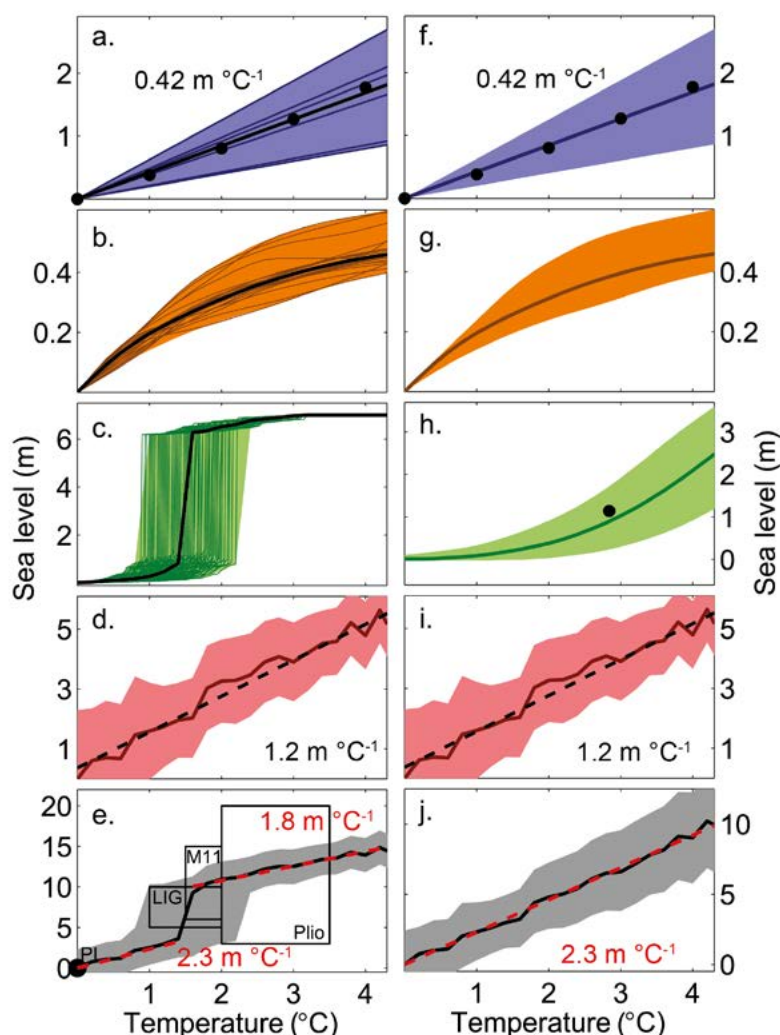 a.
f.
2
0.42 m °C-1
0.42 m °C-1
2
1
1
b.
g.
0.4
0.4
0.2
0.2
c.
h.
6
3
4
2
2
1
0
Sea level (m)
Sea level (m)
d.
i.
5
5
3
3
1
1.2 m °C-1
1.2 m °C-1
1
e.
j.
20
1.8 m °C-1
15
M11
10
10
LIG
5
5
PI
2.3 m °C-1
Plio
2.3 m °C-1
0
0
1 2 3 4
1 2 3 4
Temperature (°C)
Temperature (°C)